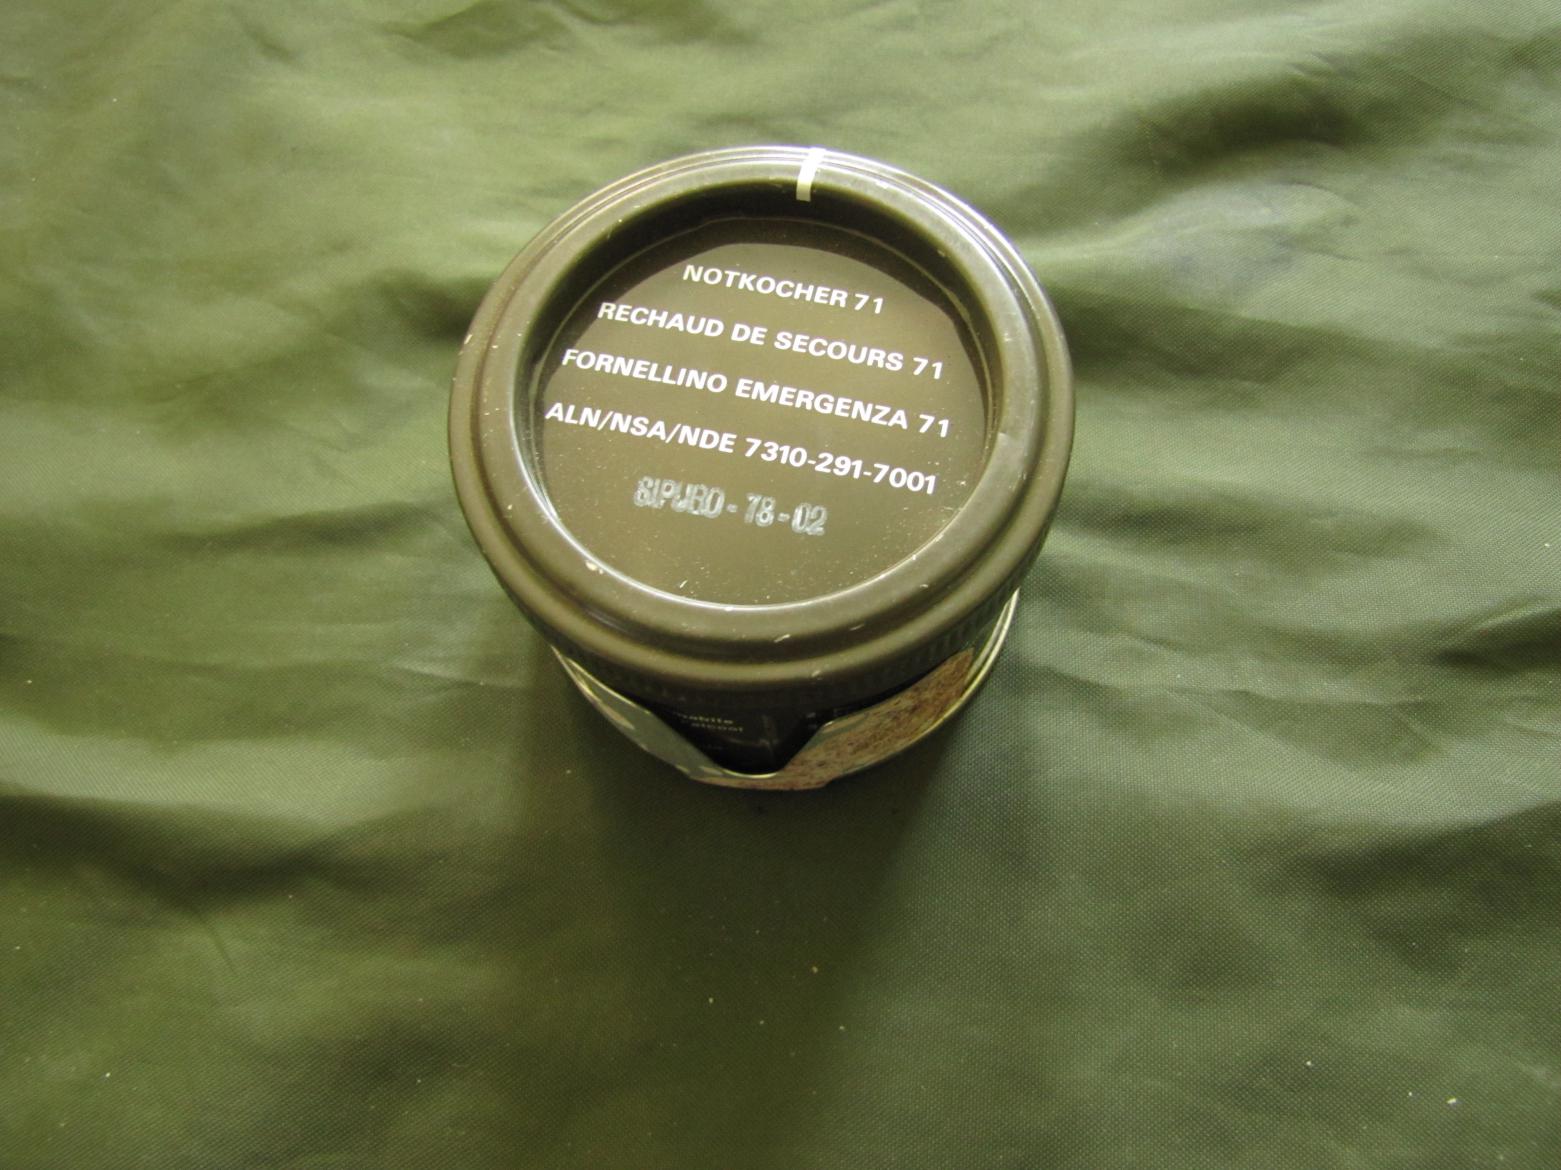 NOTKOCHER 71
RECHAUD DE SECOURS 71
FORNELLINO EMERGENZA 71
ALN/NSA/NDE 7310-291-7001
SIPURO - 78 - 02